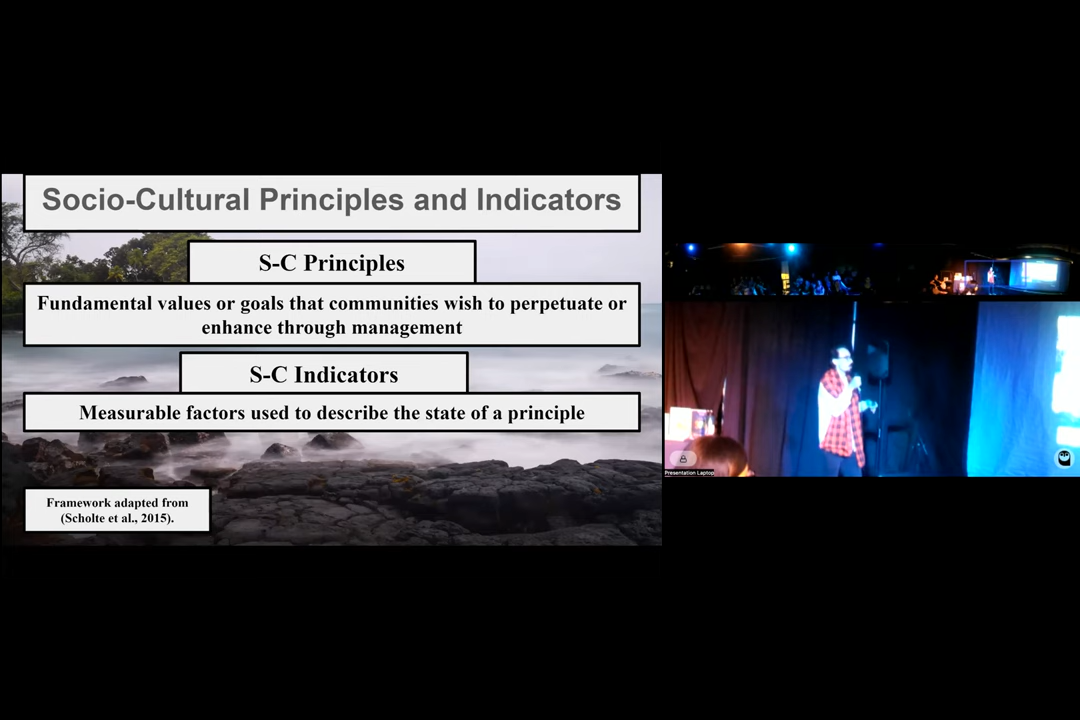 Socio-Cultural Principles and Indicators
S-C Principles
Fundamental values or goals that communities wish to perpetuate or
enhance through management
S-C Indicators
Measurable factors used to describe the state of a principle
Framework adapted from
(Scholte et al., 2015).
Presentation Laptop